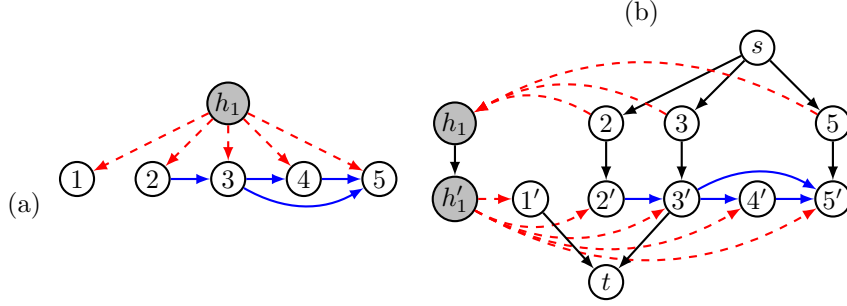 (b)
s
h₁
h₁ 2 3 5
1 2 3 4 5
(a)
h′₁ 1′ 2′ 3′ 4′ 5′
t